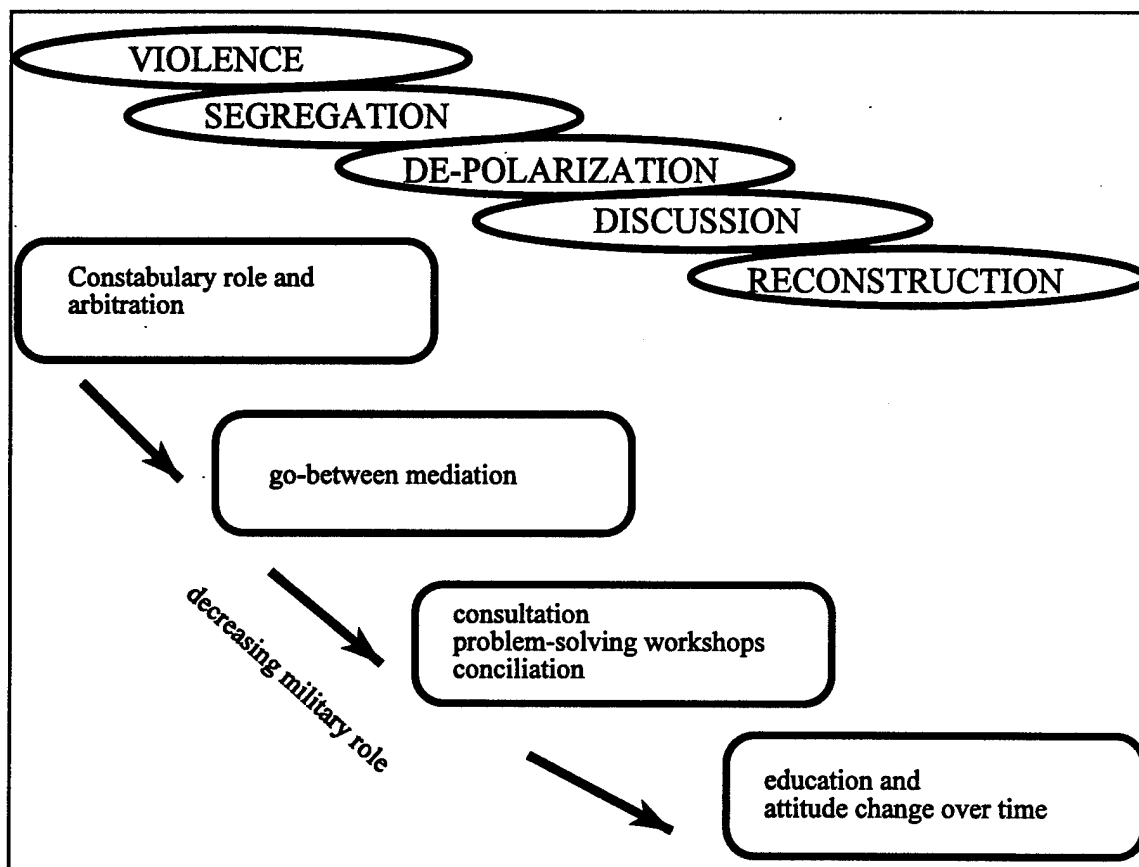 VIOLENCE
SEGREGATION
DE-POLARIZATION
DISCUSSION
RECONSTRUCTION
Constabulary role and
arbitration
go-between mediation
decreasing military role
consultation
problem-solving workshops
conciliation
education and
attitude change over time